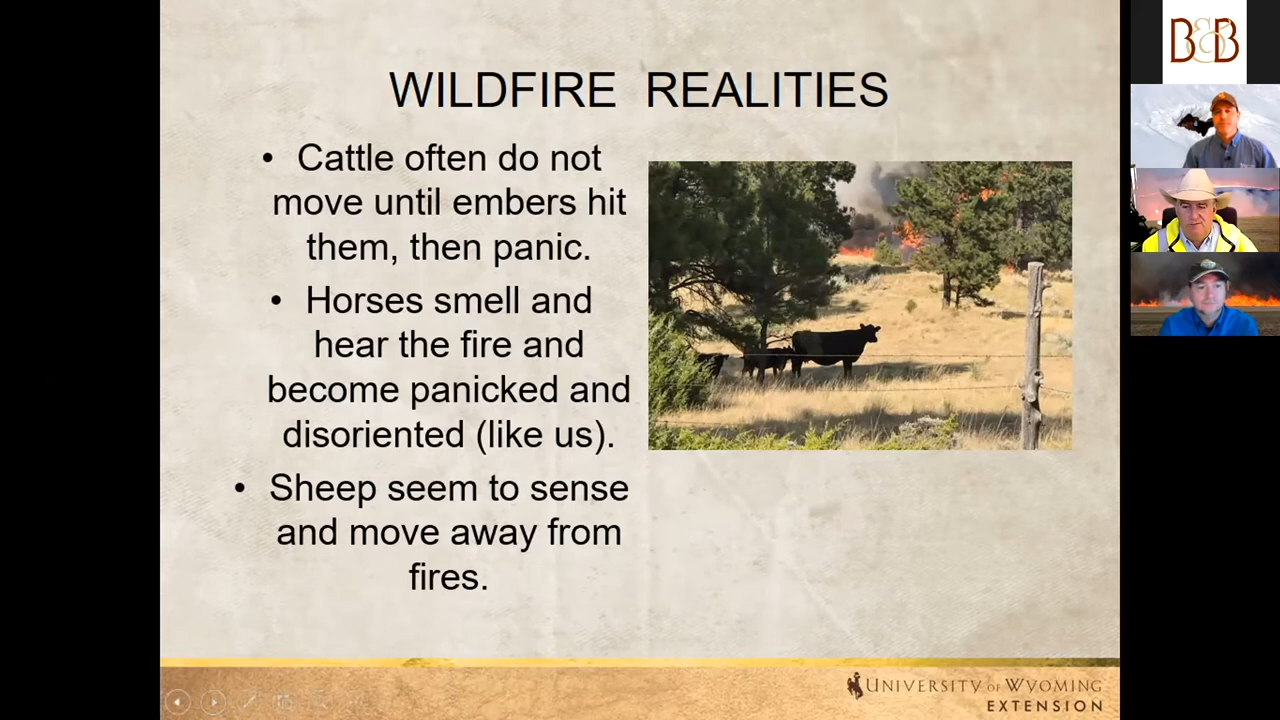 WILDFIRE REALITIES
• Cattle often do not
move until embers hit
them, then panic.
• Horses smell and
hear the fire and
become panicked and
disoriented (like us).
• Sheep seem to sense
and move away from
fires.
UNIVERSITY OF WYOMING
EXTENSION
B&B